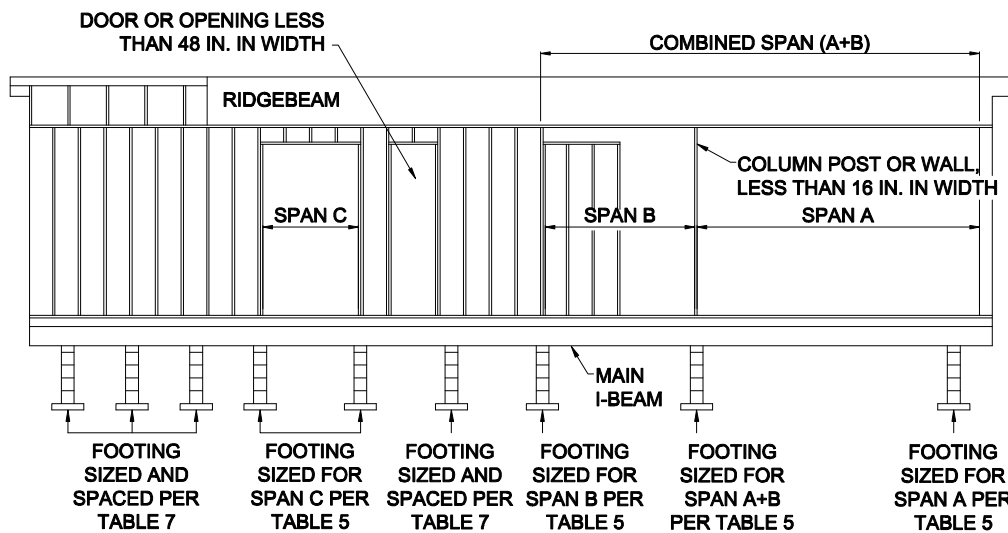 DOOR OR OPENING LESS
THAN 48 IN. IN WIDTH
COMBINED SPAN (A+B)
RIDGEBEAM
COLUMN POST OR WALL,
LESS THAN 16 IN. IN WIDTH
SPAN C
SPAN B
SPAN A
MAIN
I-BEAM
FOOTING
SIZED AND
SPACED PER
TABLE 7
FOOTING
SIZED FOR
SPAN C PER
TABLE 5
FOOTING
SIZED AND
SPACED PER
TABLE 7
FOOTING
SIZED FOR
SPAN B PER
TABLE 5
FOOTING
SIZED FOR
SPAN A+B
PER TABLE 5
FOOTING
SIZED FOR
SPAN A PER
TABLE 5